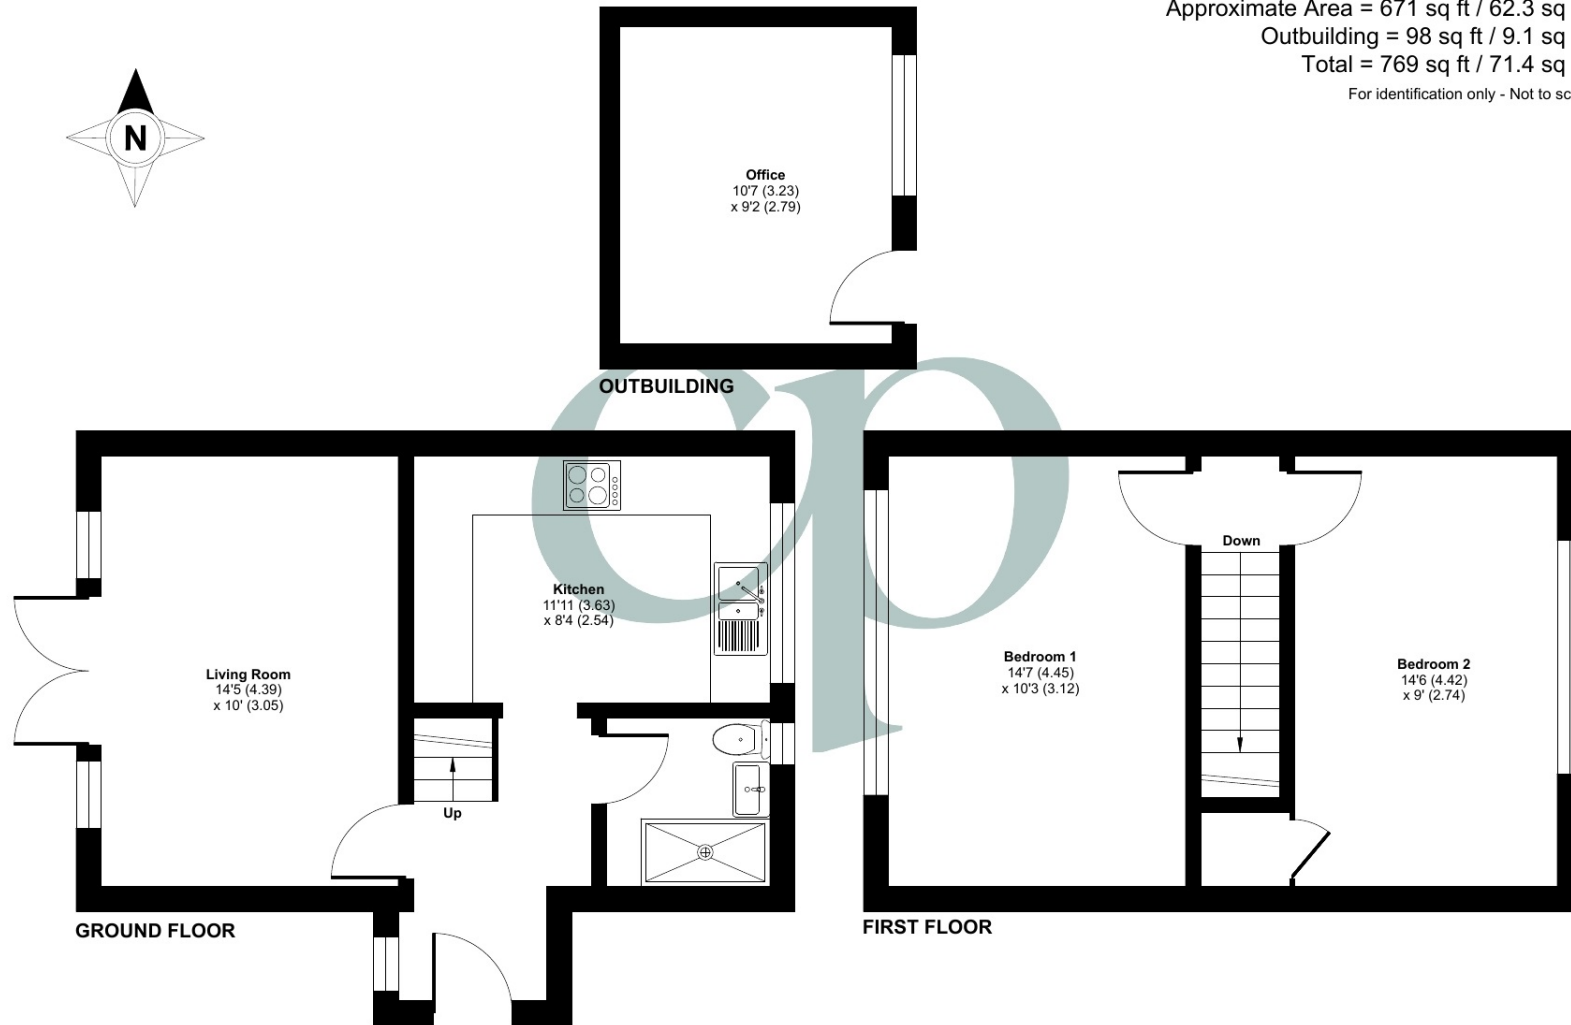 Approximate Area = 671 sq ft / 62.3 sq
Outbuilding = 98 sq ft / 9.1 sq
Total = 769 sq ft / 71.4 sq
For identification only - Not to sc
N
Office
10'7 (3.23)
x 9'2 (2.79)
OUTBUILDING
cp
Kitchen
11'11 (3.63)
x 8'4 (2.54)
Living Room
14'5 (4.39)
x 10' (3.05)
Up
GROUND FLOOR
Down
Bedroom 1
14'7 (4.45)
x 10'3 (3.12)
Bedroom 2
14'6 (4.42)
x 9' (2.74)
FIRST FLOOR